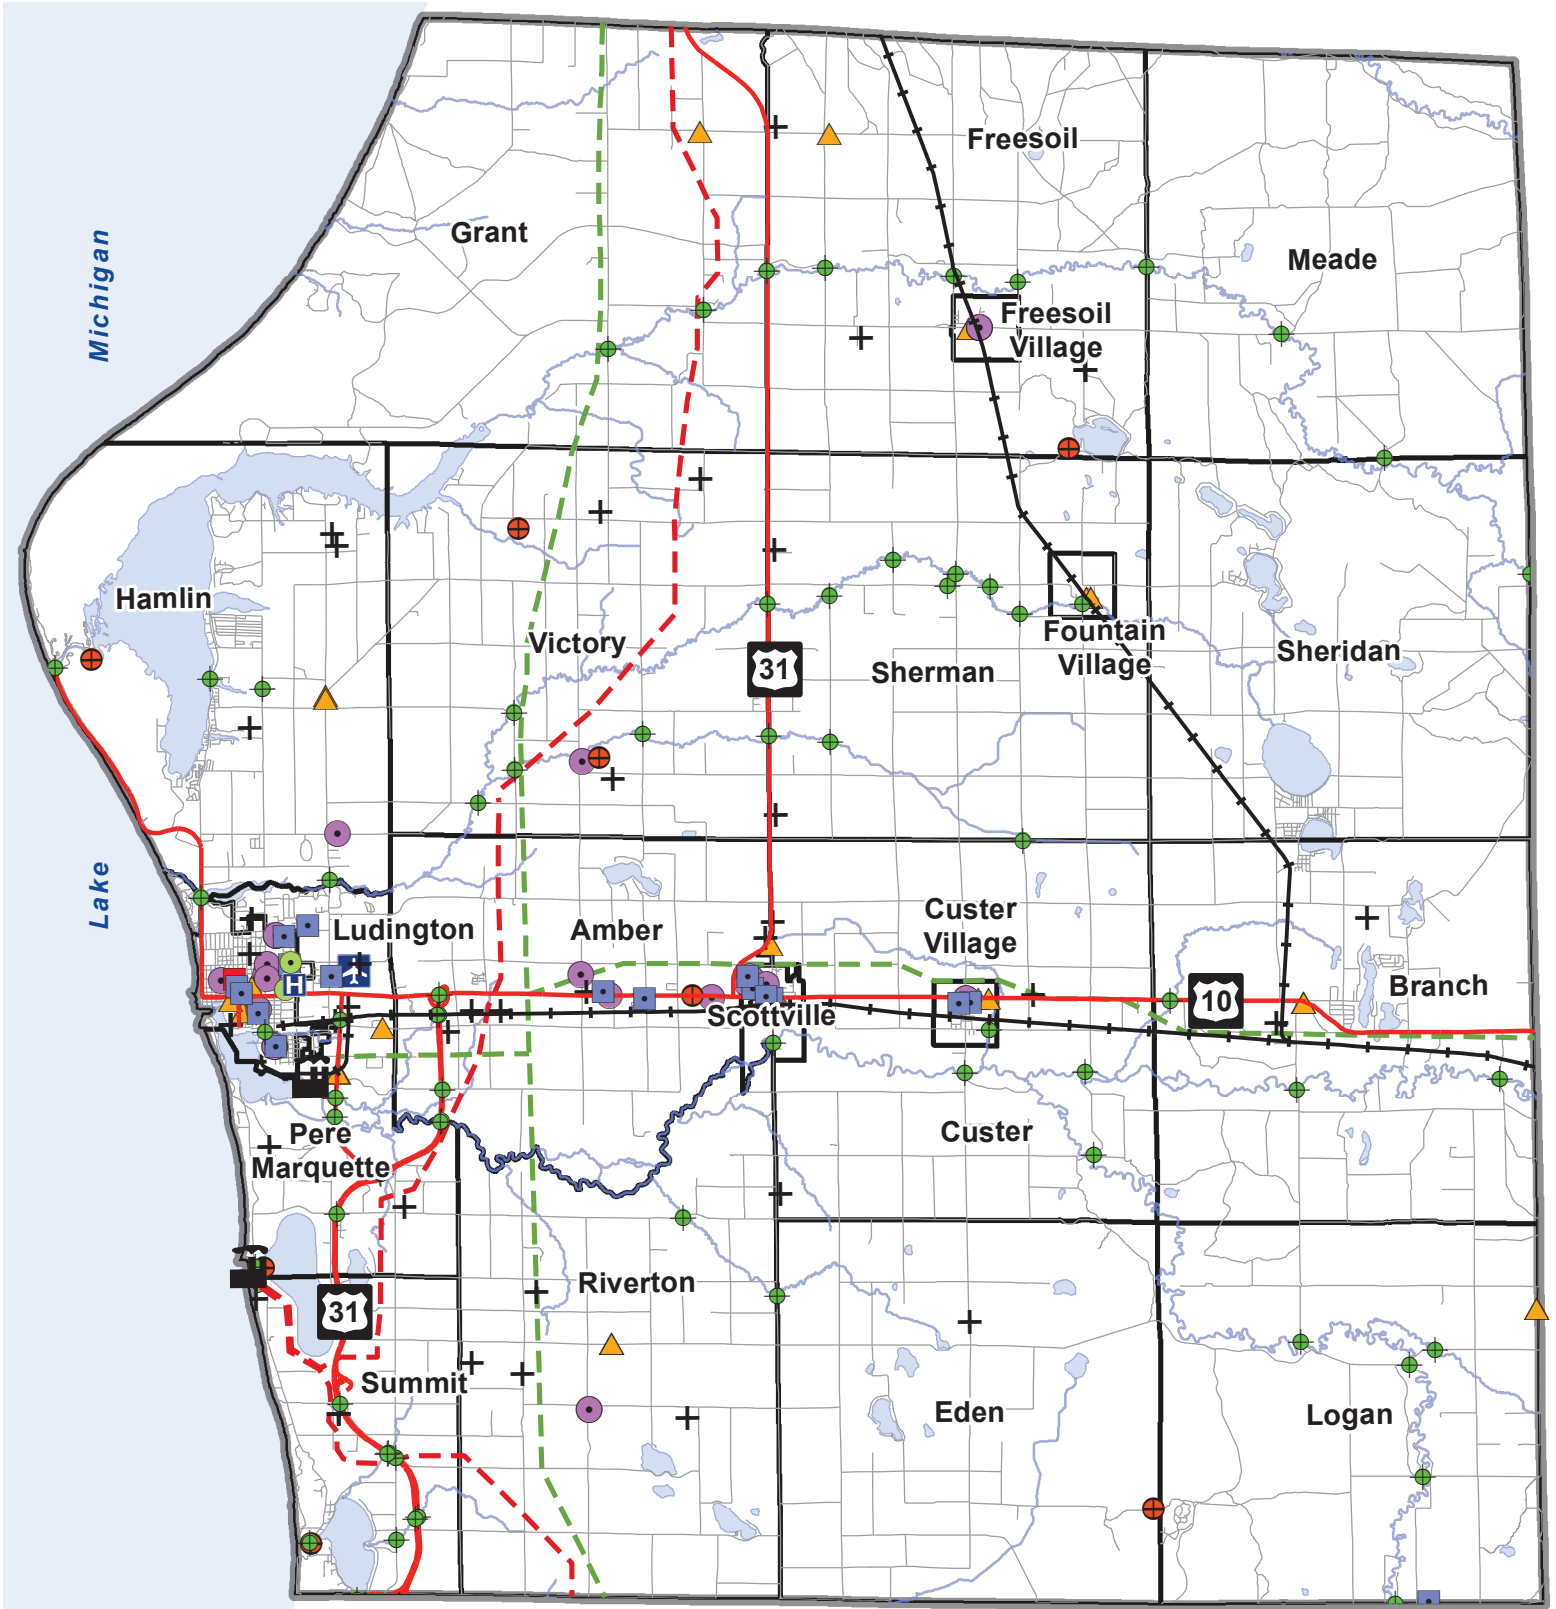 Freesoil
Grant
Meade
Michigan
Freesoil
Village
Hamlin
Victory
31
Sherman
Fountain
Village
Sheridan
Lake
Ludington
Amber
Custer
Village
H
10
Branch
Scottville
Pere
Marquette
Custer
Riverton
31
Summit
Eden
Logan